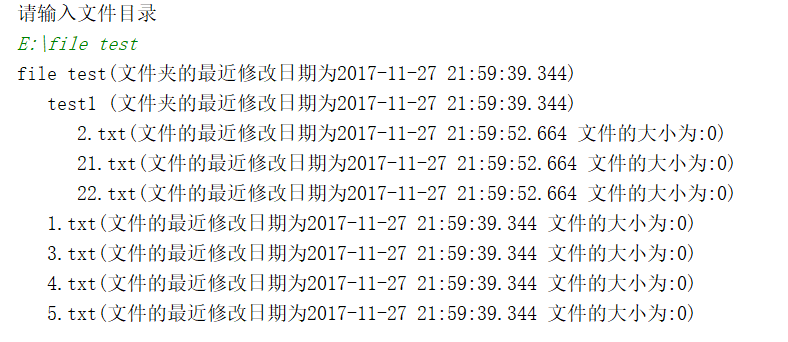 请输入文件目录
E:\file test
file test(文件夹的最近修改日期为2017-11-27 21:59:39.344)
test1 (文件夹的最近修改日期为2017-11-27 21:59:39.344)
2.txt(文件的最近修改日期为2017-11-27 21:59:52.664 文件的大小为:0)
21.txt(文件的最近修改日期为2017-11-27 21:59:52.664 文件的大小为:0)
22.txt(文件的最近修改日期为2017-11-27 21:59:52.664 文件的大小为:0)
1.txt(文件的最近修改日期为2017-11-27 21:59:39.344 文件的大小为:0)
3.txt(文件的最近修改日期为2017-11-27 21:59:39.344 文件的大小为:0)
4.txt(文件的最近修改日期为2017-11-27 21:59:39.344 文件的大小为:0)
5.txt(文件的最近修改日期为2017-11-27 21:59:39.344 文件的大小为:0)